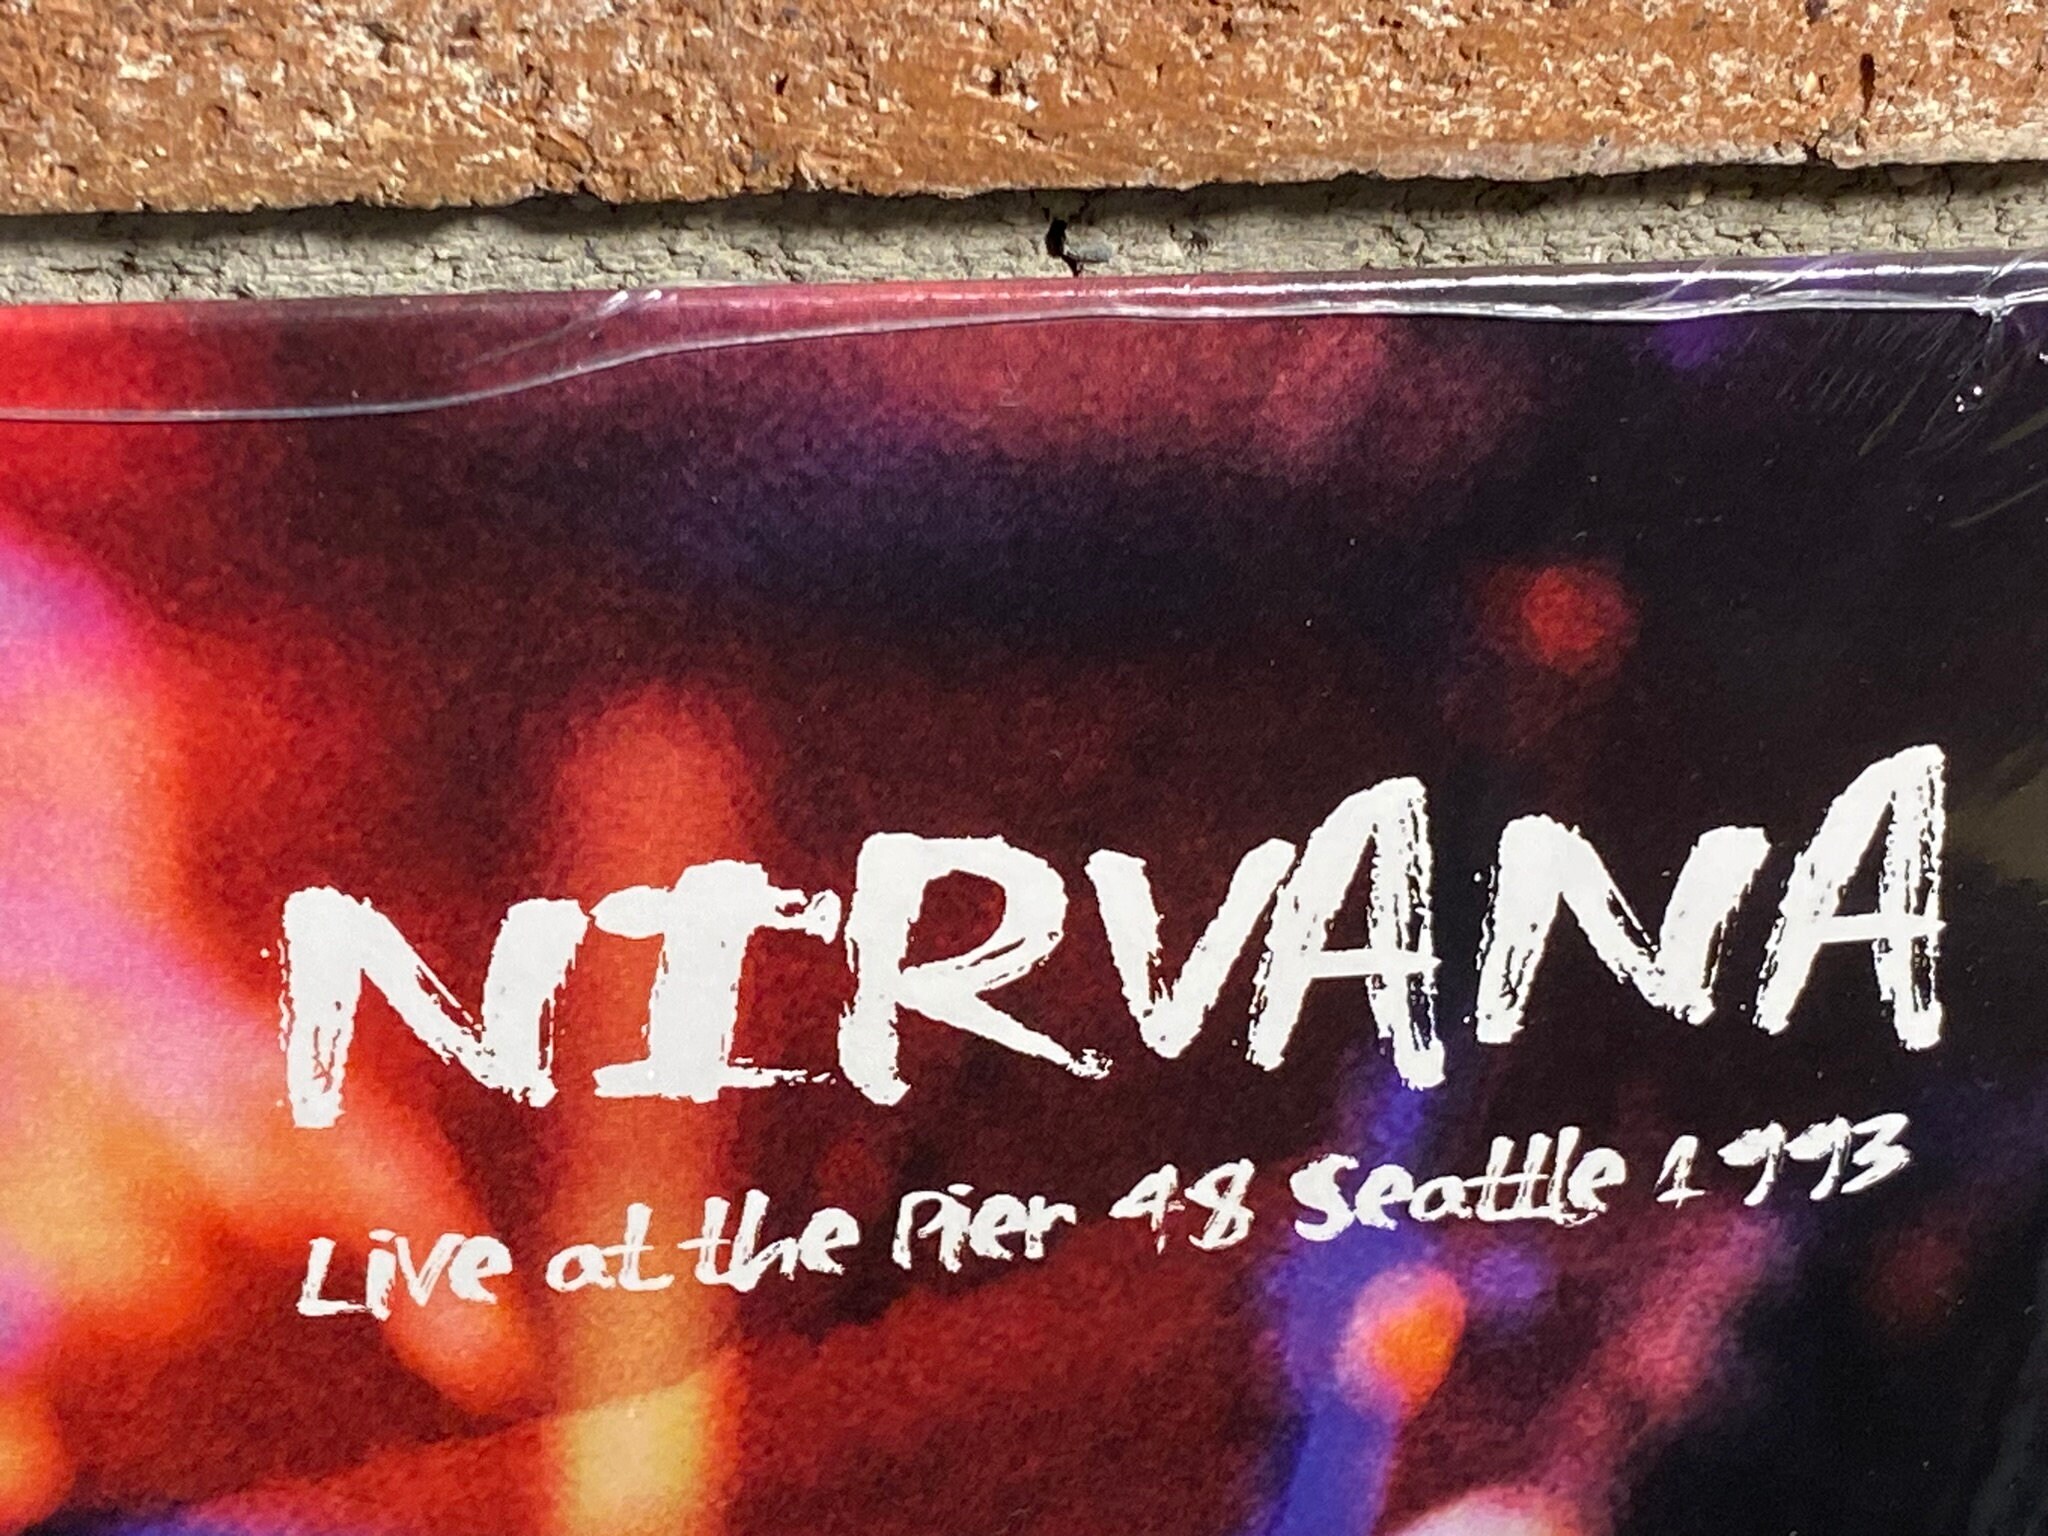 NIRVANA
Live at the Pier 48 Seattle 1993